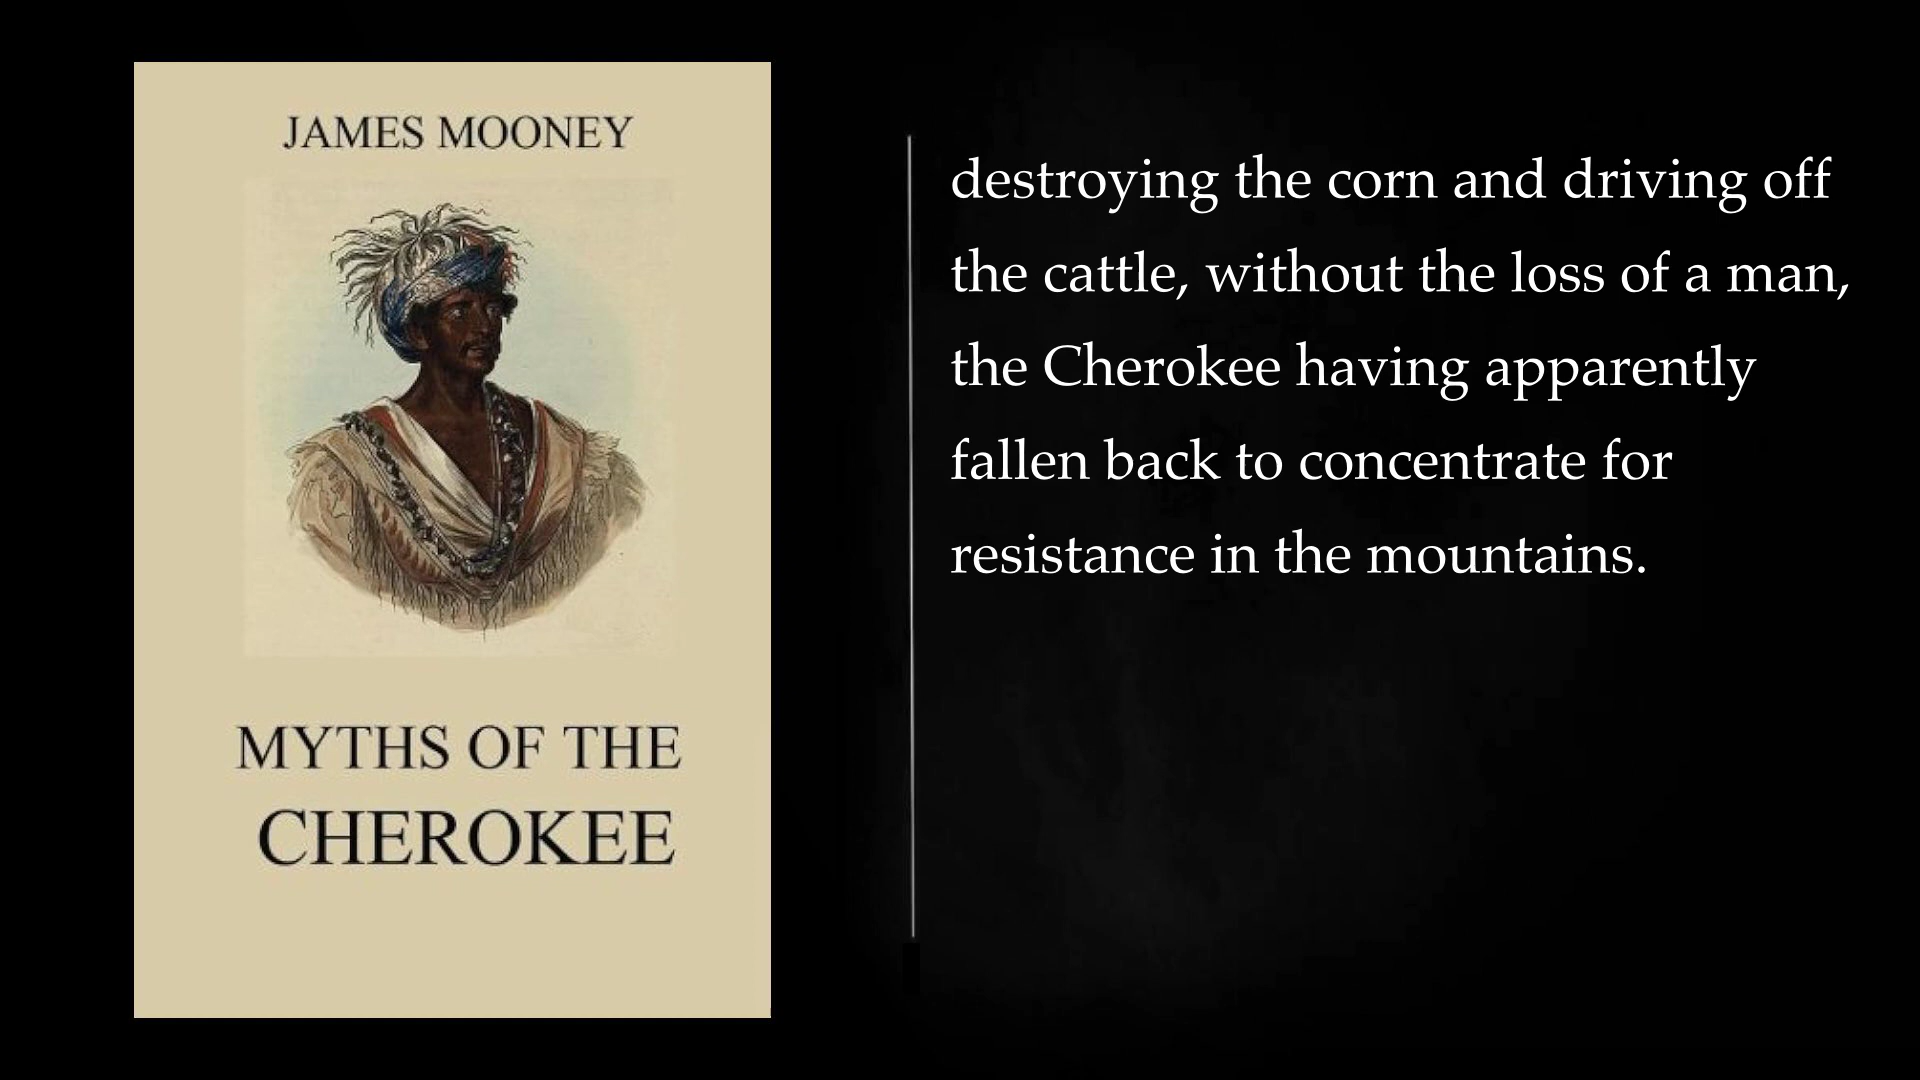 JAMES MOONEY
MYTHS OF THE
CHEROKEE
destroying the corn and driving off
the cattle, without the loss of a man,
the Cherokee having apparently
fallen back to concentrate for
resistance in the mountains.